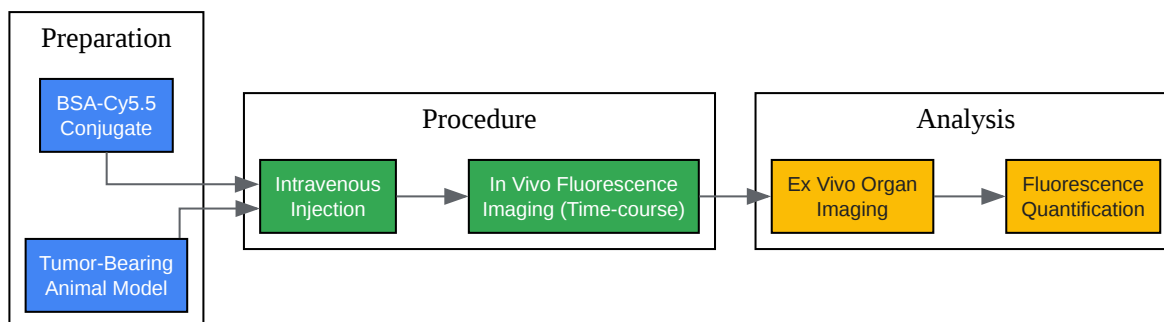 Preparation
BSA-Cy5.5
Conjugate
Tumor-Bearing
Animal Model
Procedure
Intravenous
Injection
In Vivo Fluorescence
Imaging (Time-course)
Analysis
Ex Vivo Organ
Imaging
Fluorescence
Quantification